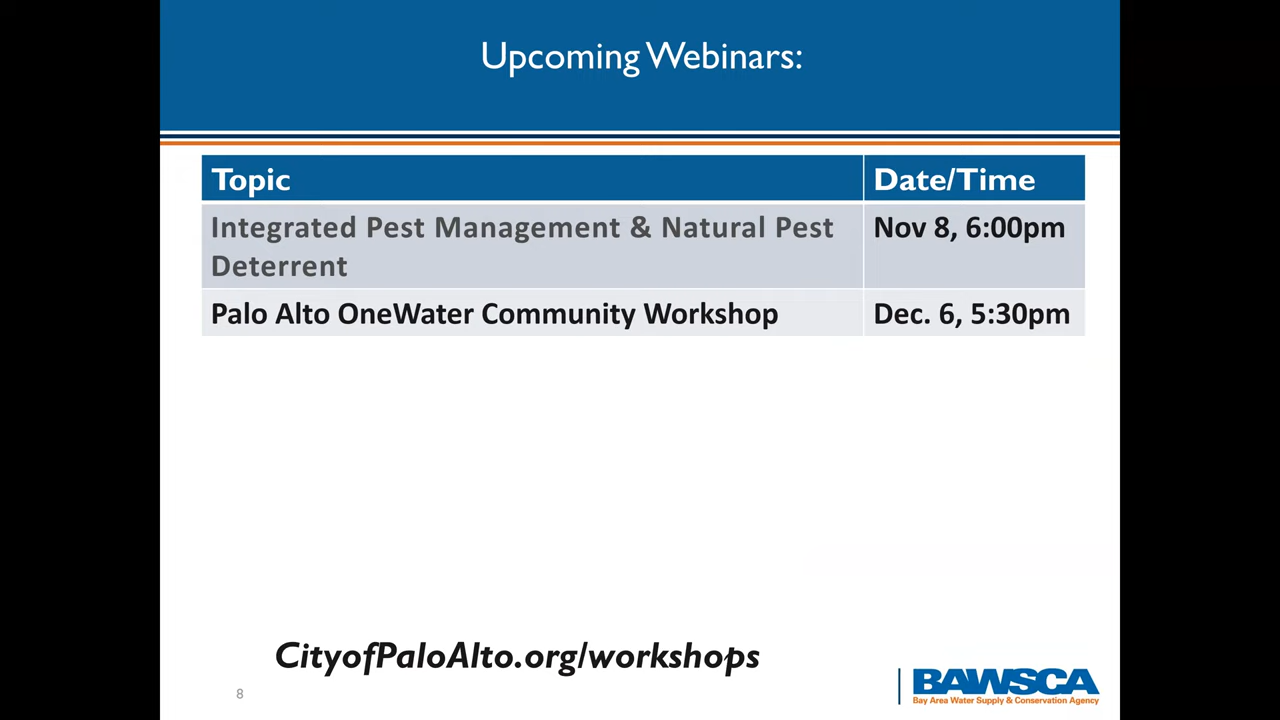 Upcoming Webinars:
Topic
Date/Time
Integrated Pest Management & Natural Pest
Deterrent
Nov 8, 6:00pm
Palo Alto OneWater Community Workshop
Dec. 6, 5:30pm
CityofPaloAlto.org/workshops
8
BAWSCA
Bay Area Water Supply & Conservation Agency